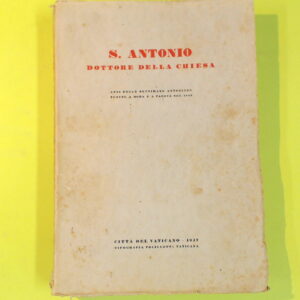 S. ANTONIO
DOTTORE DELLA CHIESA
ATTI DELLE SETTIMANE ANTONIANE
TENUTE A ROMA E A PADOVA NEL 1946
CITTÀ DEL VATICANO 1947
TIPOGRAFIA POLIGLOTTA VATICANA